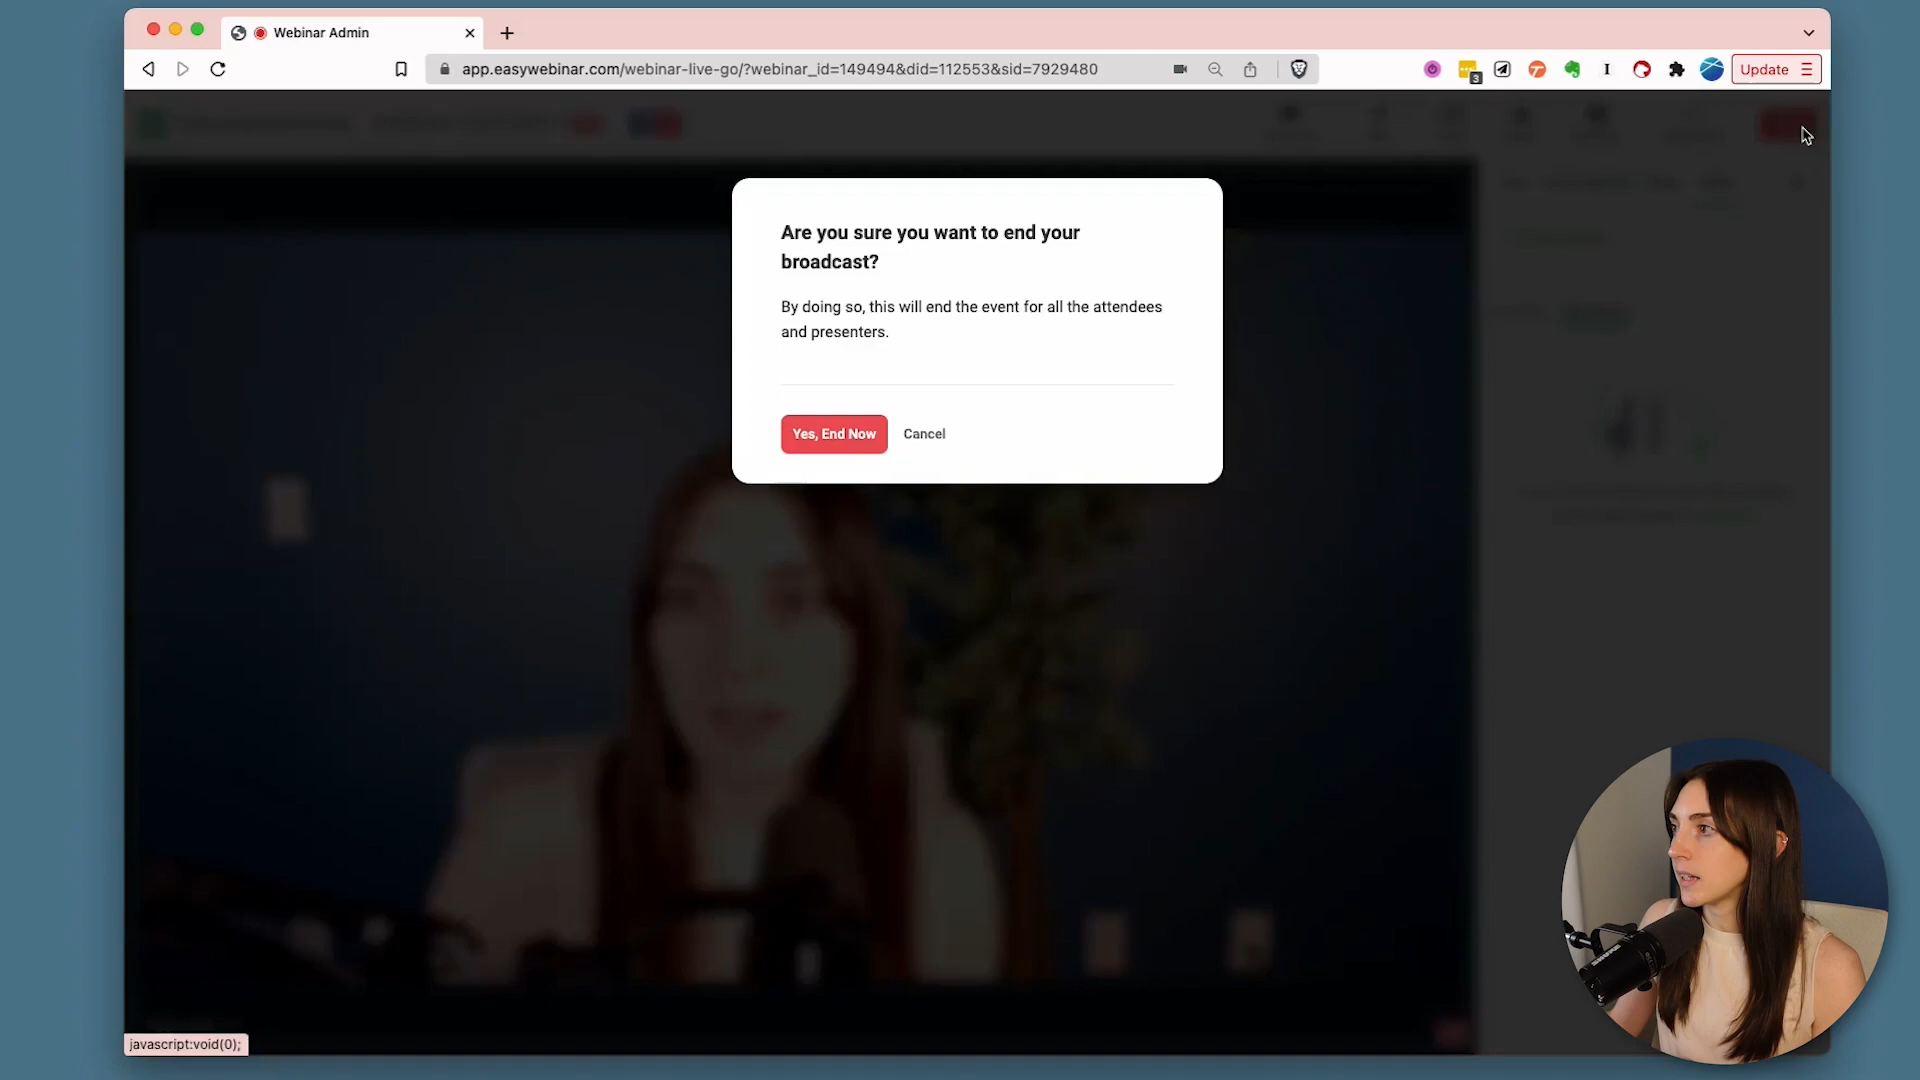 Webinar Admin
app.easywebinar.com/webinar-live-go/?webinar_id=149494&did=112553&sid=7929480
3
Update
Are you sure you want to end your
broadcast?
By doing so, this will end the event for all the attendees
and presenters.
Yes, End Now
Cancel
javascript:void(0);